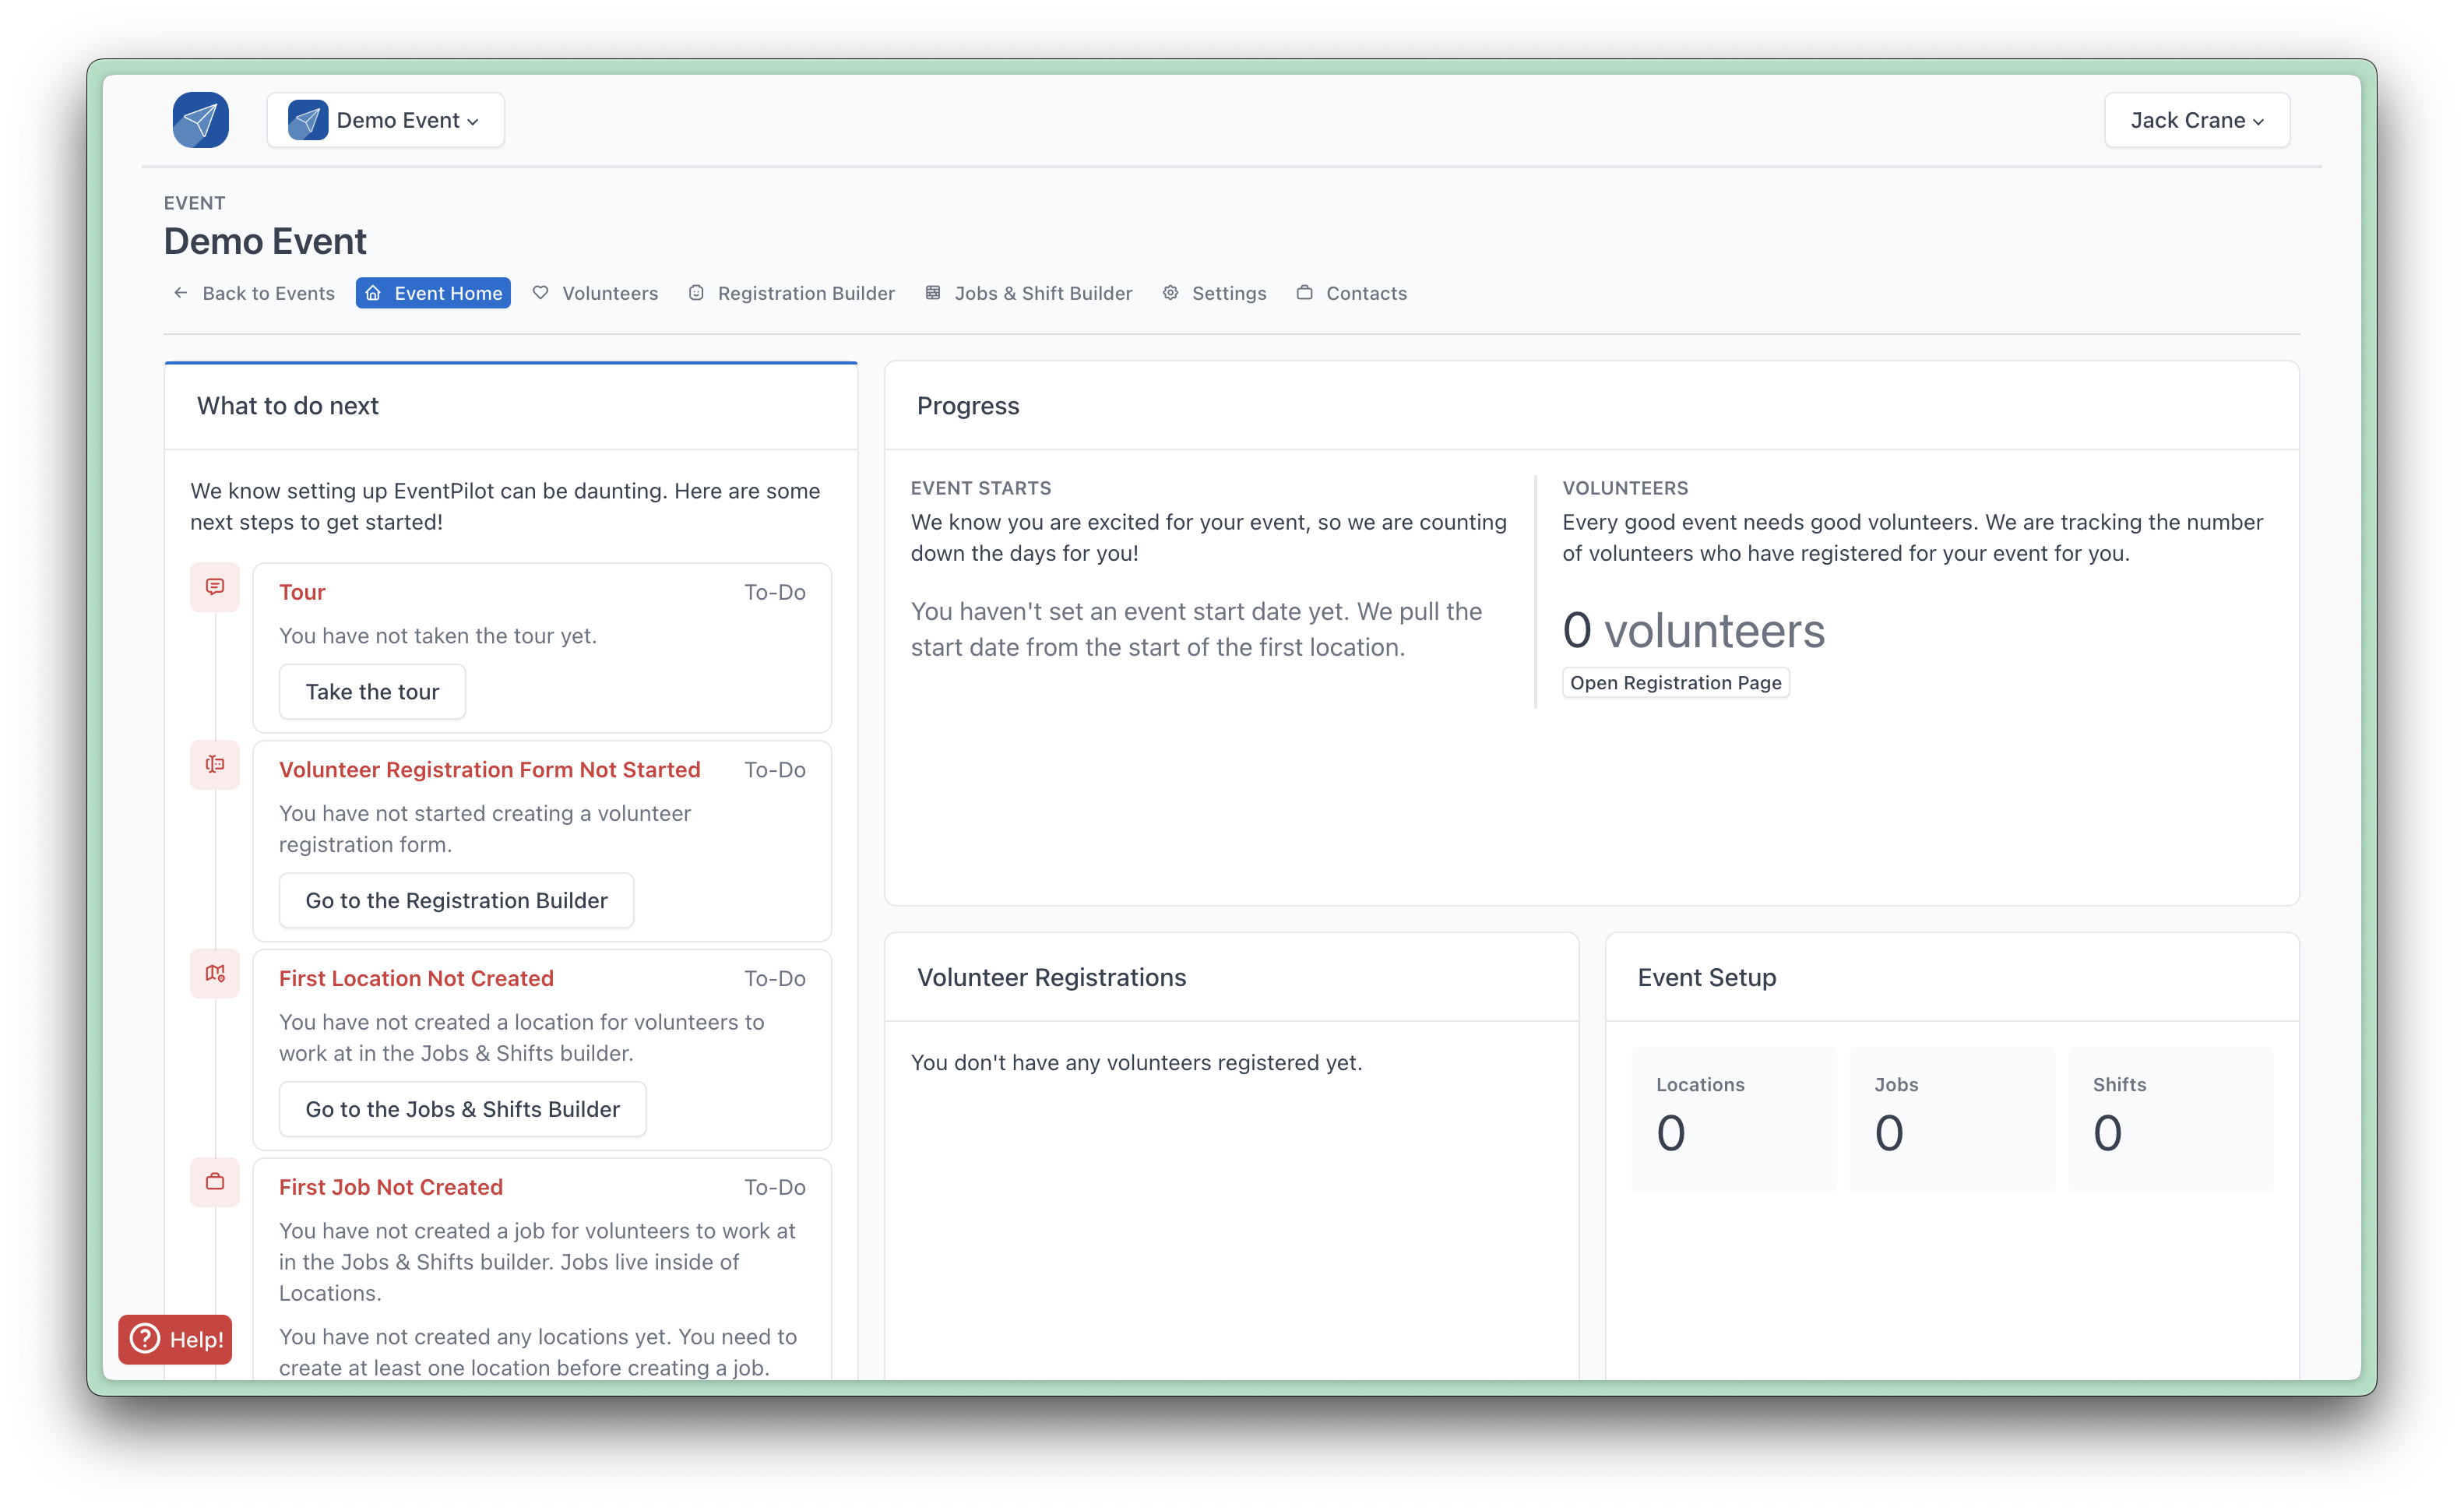 Demo Event
Jack Crane
EVENT
Demo Event
Back to Events
Event Home
Volunteers
Registration Builder
Jobs & Shift Builder
Settings
Contacts
What to do next
We know setting up EventPilot can be daunting. Here are some
next steps to get started!
Tour
To-Do
You have not taken the tour yet.
Take the tour
Volunteer Registration Form Not Started
To-Do
You have not started creating a volunteer
registration form.
Go to the Registration Builder
First Location Not Created
To-Do
You have not created a location for volunteers to
work at in the Jobs & Shifts builder.
Go to the Jobs & Shifts Builder
First Job Not Created
To-Do
You have not created a job for volunteers to work at
in the Jobs & Shifts builder. Jobs live inside of
Locations.
You have not created any locations yet. You need to
create at least one location before creating a job.
Help!
Progress
EVENT STARTS
We know you are excited for your event, so we are counting
down the days for you!
You haven't set an event start date yet. We pull the
start date from the start of the first location.
VOLUNTEERS
Every good event needs good volunteers. We are tracking the number
of volunteers who have registered for your event for you.
0 volunteers
Open Registration Page
Volunteer Registrations
You don't have any volunteers registered yet.
Event Setup
Locations
0
Jobs
0
Shifts
0